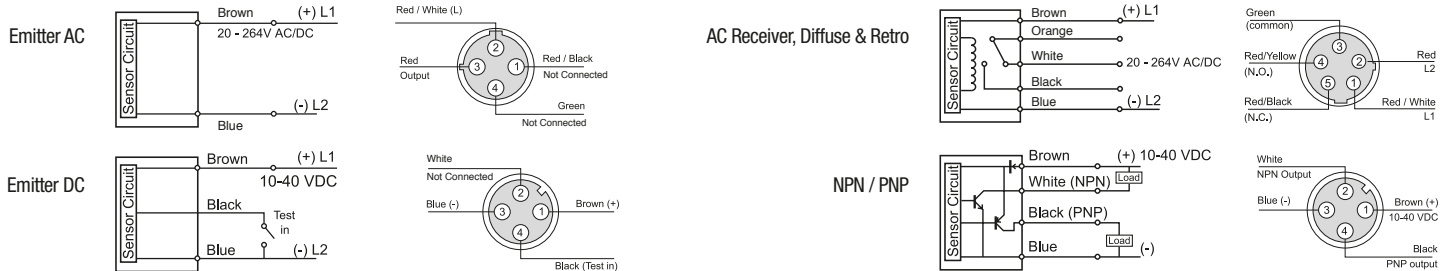 Emitter AC
Sensor Circuit
Brown
(+) L1
20 - 264V AC/DC
(-) L2
Blue
Red / White (L)
2
Red
Output
3
1
Red / Black
Not Connected
4
Green
Not Connected
AC Receiver, Diffuse & Retro
Sensor Circuit
Brown
(+) L1
Orange
White
20 - 264V AC/DC
Black
Blue
(-) L2
Green
(common)
3
Red/Yellow
(N.O.)
4
2
Red
L2
5
1
Red/Black
(N.C.)
Red / White
L1
Emitter DC
Sensor Circuit
Brown
(+) L1
10-40 VDC
Black
Test
in
Blue
(-) L2
White
Not Connected
2
Blue (-)
3
1
Brown (+)
4
Black (Test in)
NPN / PNP
Sensor Circuit
Brown
(+) 10-40 VDC
Load
White (NPN)
Black (PNP)
Load
Blue
(-)
White
NPN Output
2
Blue (-)
3
1
Brown (+)
10-40 VDC
4
Black
PNP output